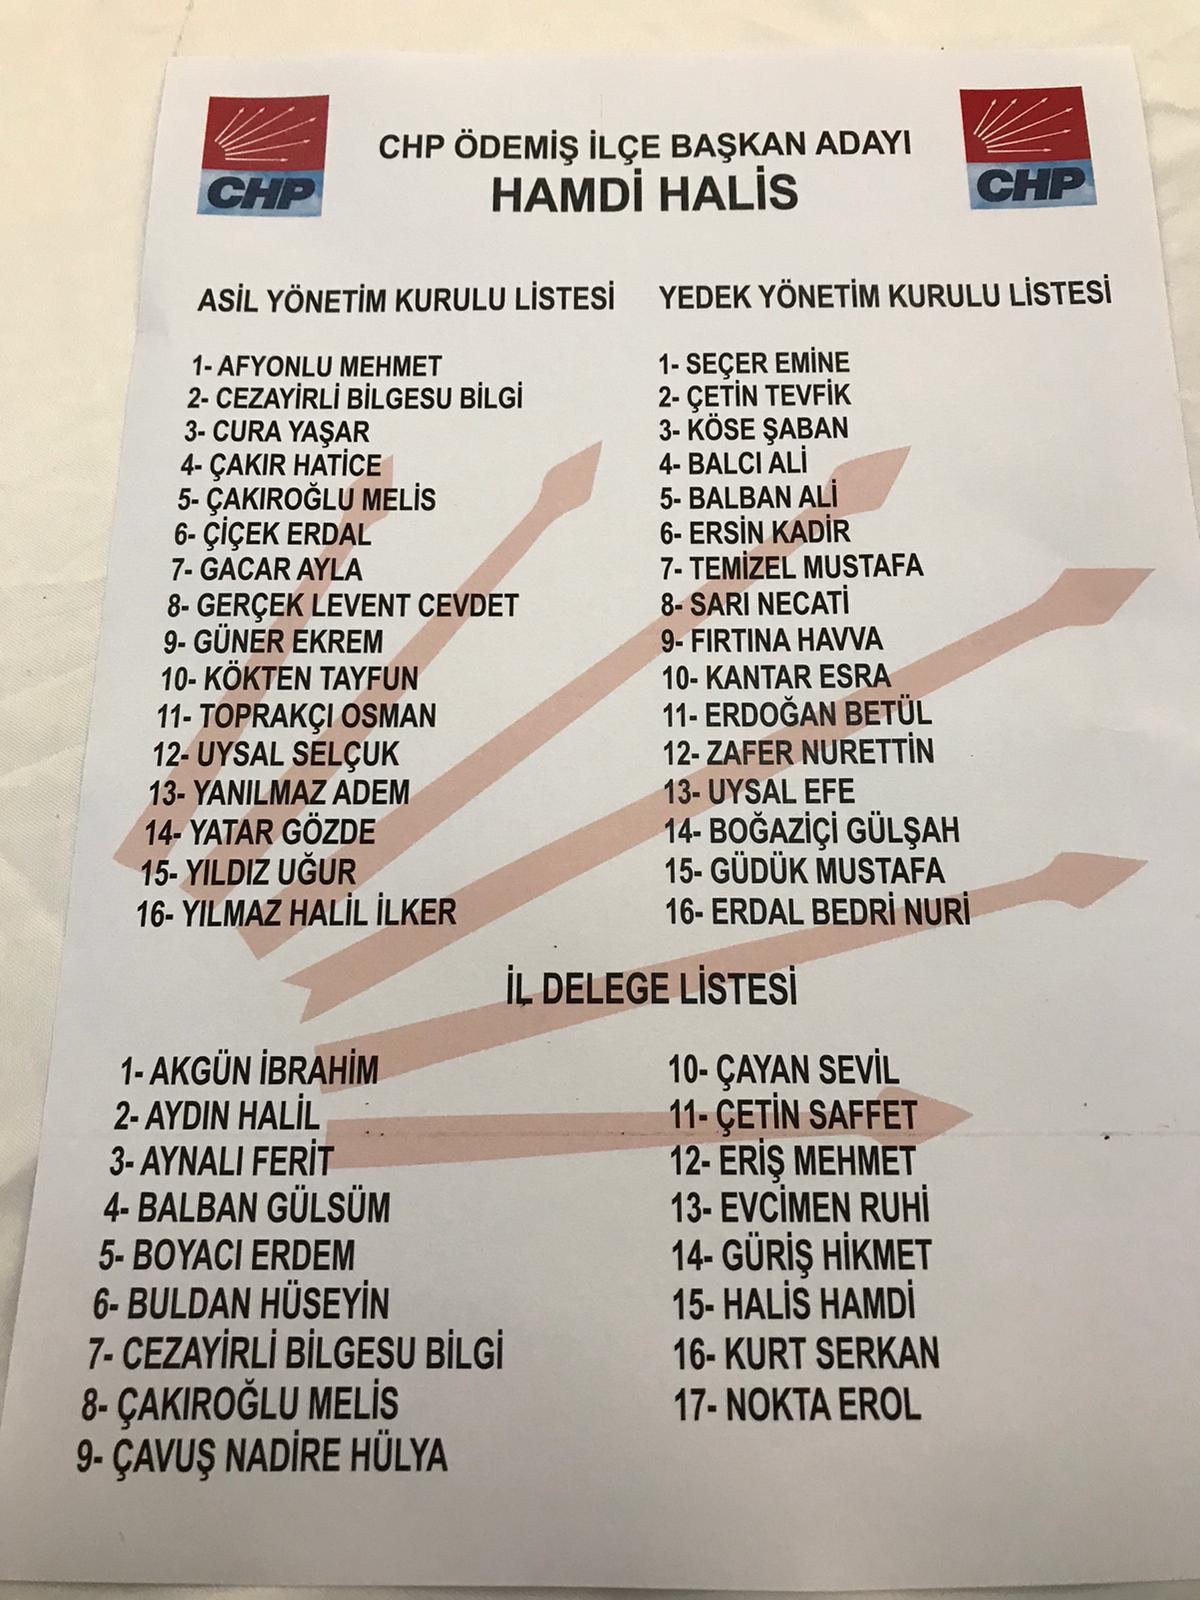 CHP
CHP
CHP ÖDEMİŞ İLÇE BAŞKAN ADAYI
HAMDİ HALİS
ASİL YÖNETİM KURULU LİSTESİ
1- AFYONLU MEHMET
2- CEZAYİRLİ BİLGESU BİLGİ
3- CURA YAŞAR
4- ÇAKIR HATİCE
5- ÇAKIROĞLU MELİS
6- ÇİÇEK ERDAL
7- GACAR AYLA
8- GERÇEK LEVENT CEVDET
9- GÜNER EKREM
10- KÖKTEN TAYFUN
11- TOPRAKÇI OSMAN
12- UYSAL SELÇUK
13- YANILMAZ ADEM
14- YATAR GÖZDE
15- YILDIZ UĞUR
16- YILMAZ HALİL İLKER
YEDEK YÖNETİM KURULU LİSTESİ
1- SEÇER EMİNE
2- ÇETİN TEVFİK
3- KÖSE ŞABAN
4- BALCI ALİ
5- BALBAN ALİ
6- ERSİN KADİR
7- TEMİZEL MUSTAFA
8- SARI NECATİ
9- FIRTINA HAVVA
10- KANTAR ESRA
11- ERDOĞAN BETÜL
12- ZAFER NURETTİN
13- UYSAL EFE
14- BOĞAZİÇİ GÜLŞAH
15- GÜDÜK MUSTAFA
16- ERDAL BEDRİ NURİ
İL DELEGE LİSTESİ
1- AKGÜN İBRAHİM
2- AYDIN HALİL
3- AYNALI FERİT
4- BALBAN GÜLSÜM
5- BOYACI ERDEM
6- BULDAN HÜSEYİN
7- CEZAYİRLİ BİLGESU BİLGİ
8- ÇAKIROĞLU MELİS
9- ÇAVUŞ NADİRE HÜLYA
10- ÇAYAN SEVİL
11- ÇETİN SAFFET
12- ERİŞ MEHMET
13- EVCİMEN RUHİ
14- GÜRİŞ HİKMET
15- HALİS HAMDİ
16- KURT SERKAN
17- NOKTA EROL